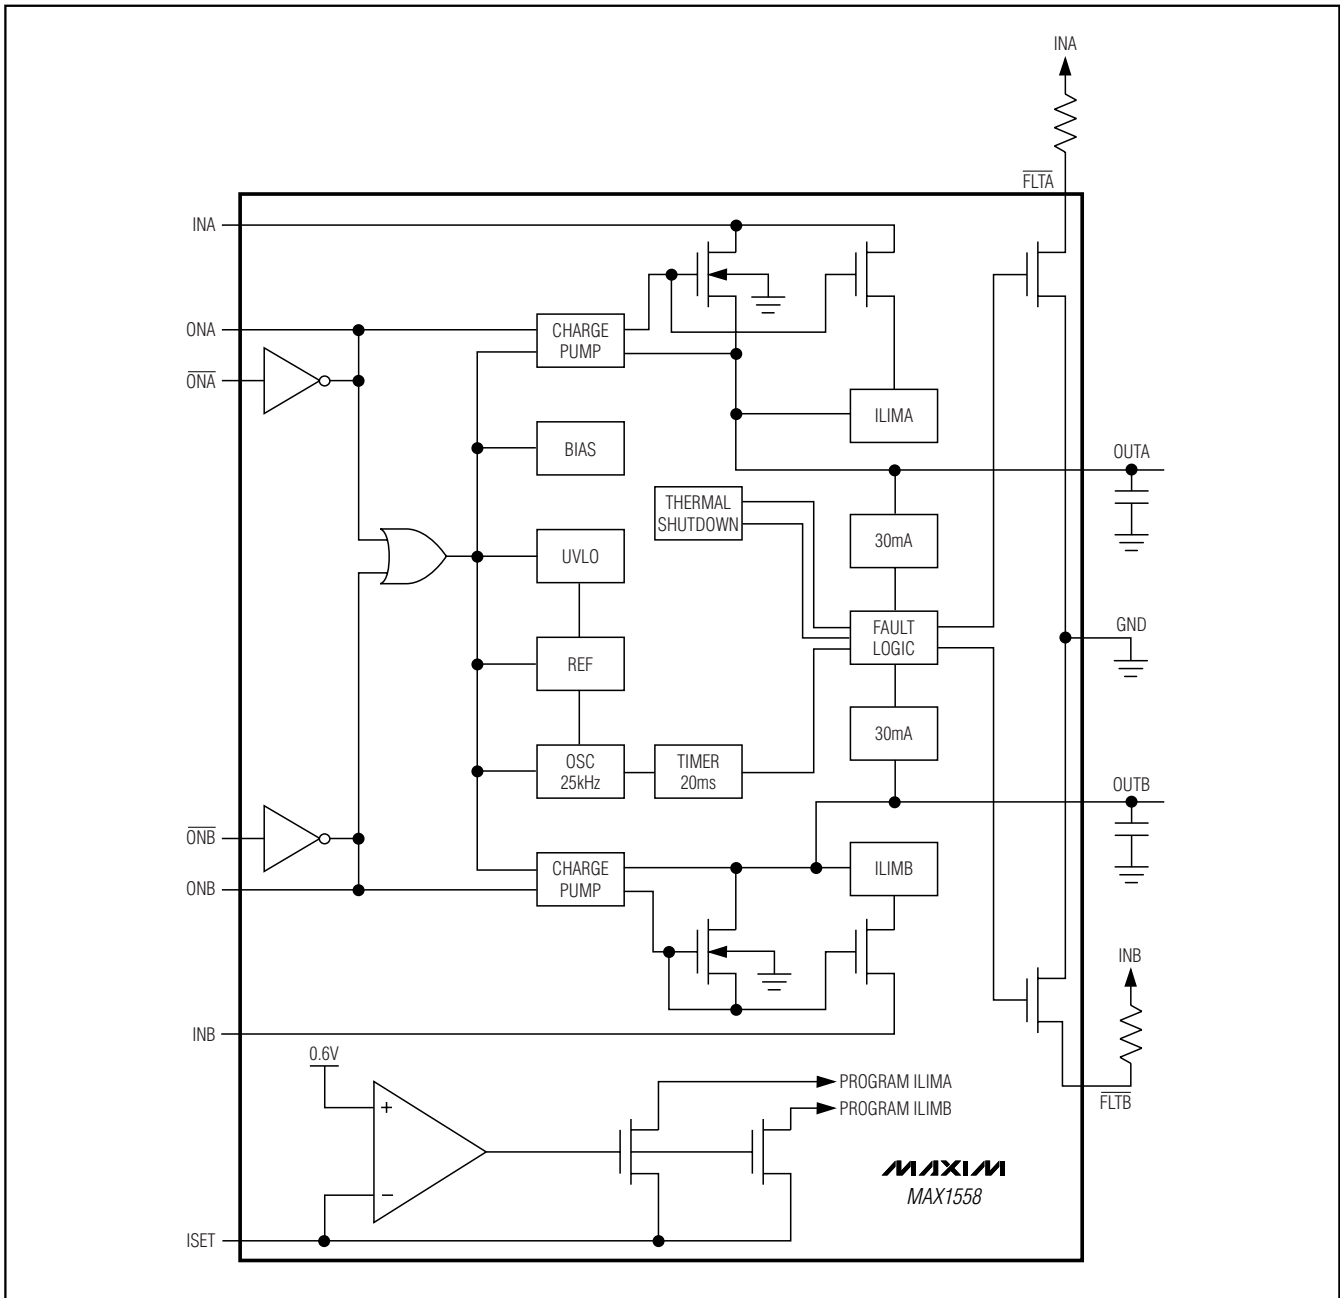 INA
FLTA
INA
ONA
CHARGE
PUMP
ONA
ILIMA
BIAS
OUTA
THERMAL
SHUTDOWN
30mA
UVLO
FAULT
LOGIC
GND
REF
30mA
OSC
25kHz
TIMER
20ms
OUTB
ONB
CHARGE
PUMP
ILIMB
ONB
INB
INB
0.6V
PROGRAM ILIMA
FLTB
+
PROGRAM ILIMB
MAXIM
MAX1558
−
ISET